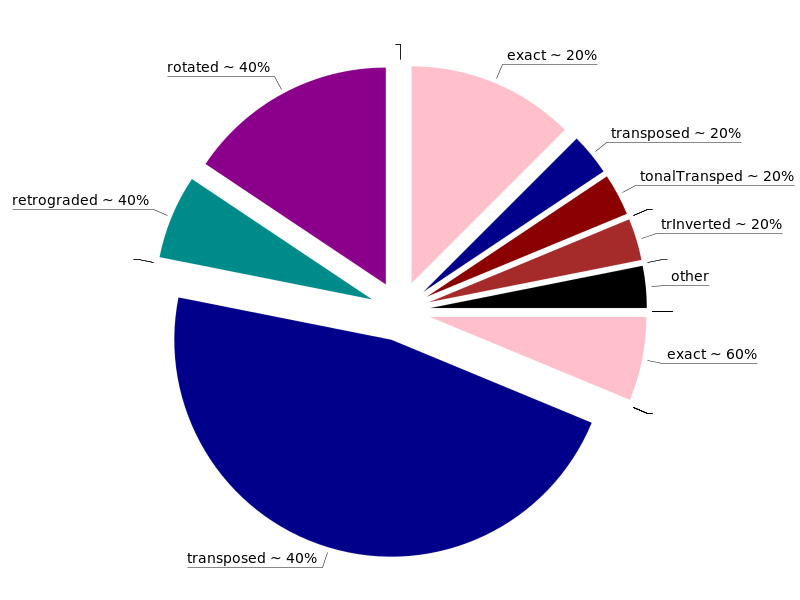 exact ~ 20%
rotated ~ 40%
transposed ~ 20%
tonalTransped ~ 20%
retrograded ~ 40%
trInverted ~ 20%
other
exact ~ 60%
transposed ~ 40%